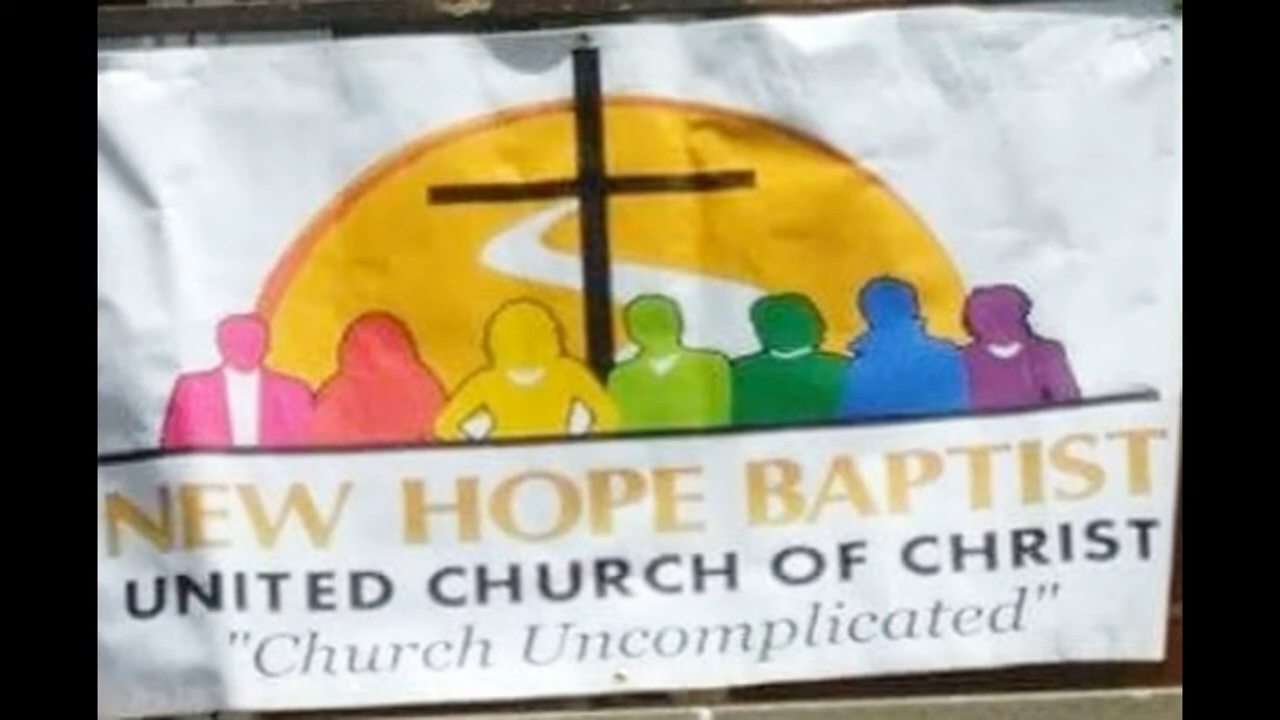 NEW HOPE BAPTIST
UNITED CHURCH OF CHRIST
"Church Uncomplicated"